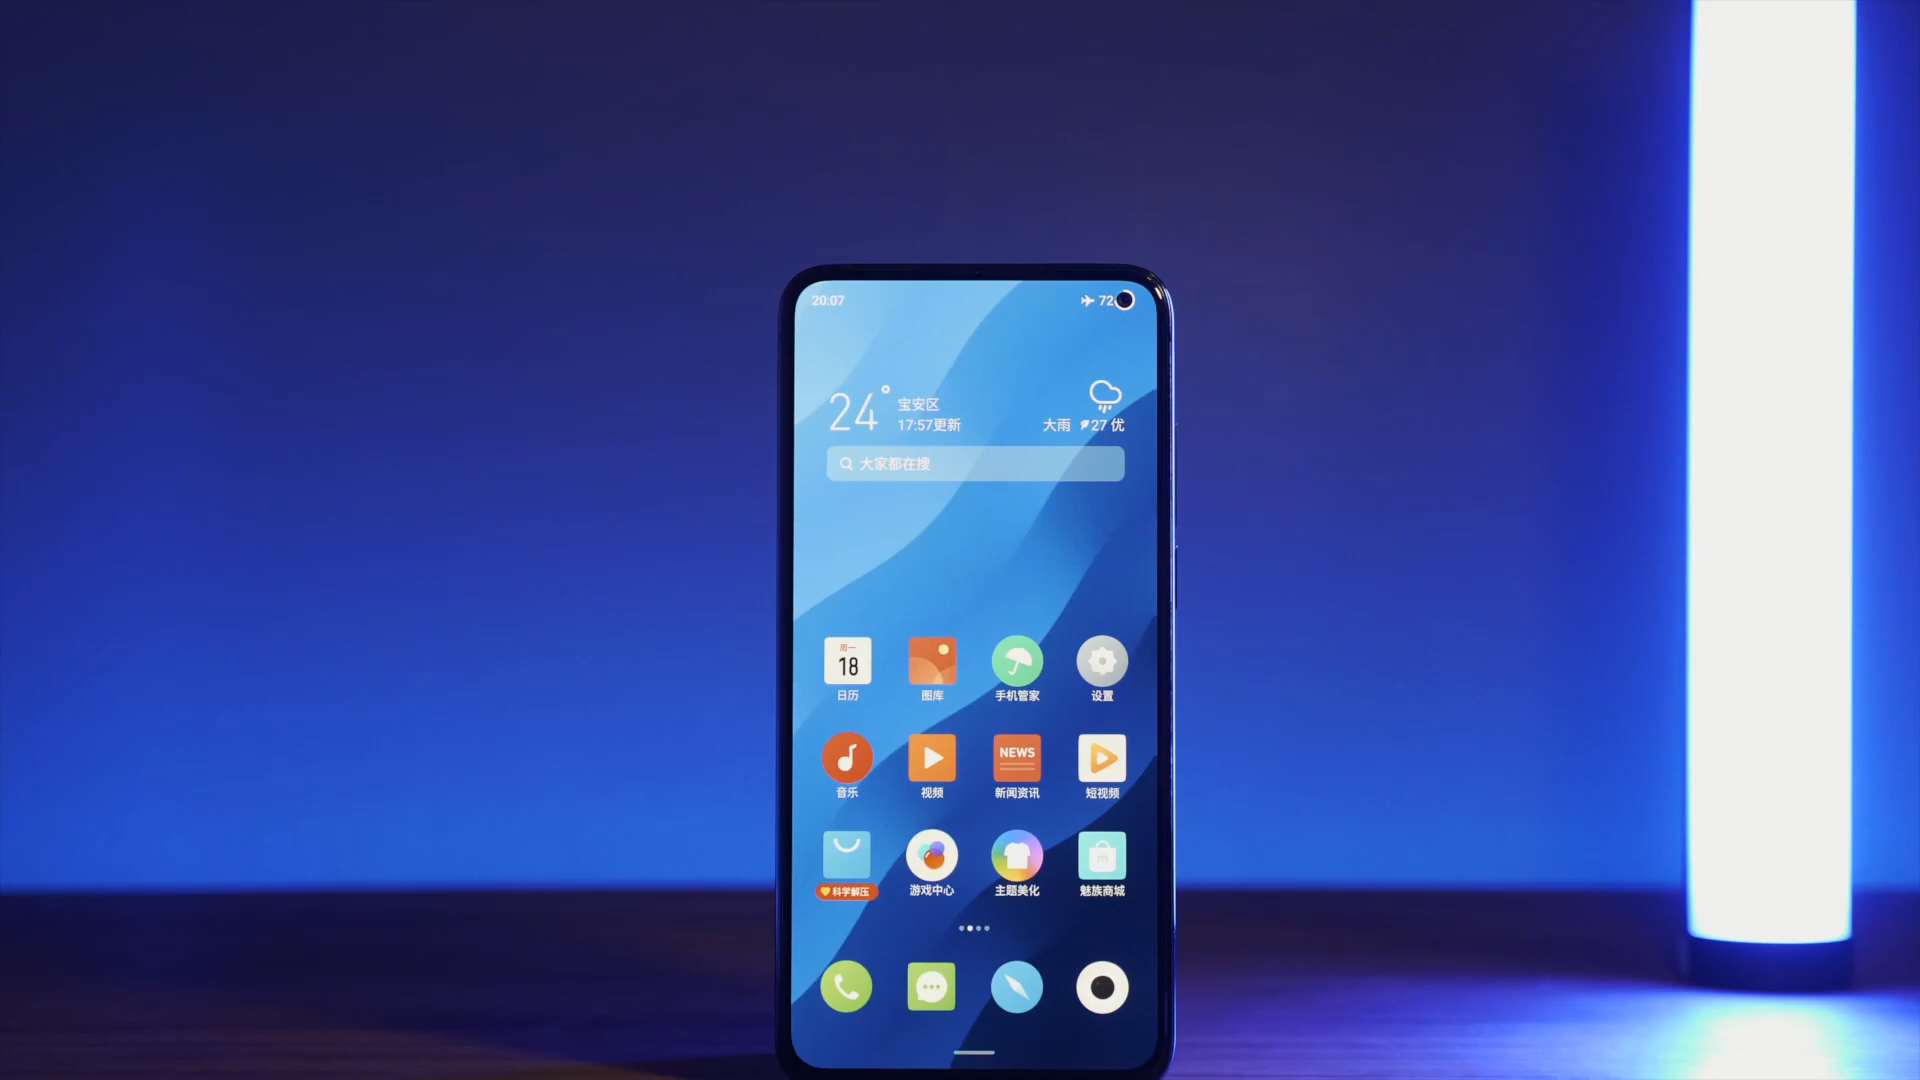 20:07
72
24°
宝安区
17:57更新
大雨 27 优
大家都在搜
周一
18
日历
图库
手机管家
设置
NEWS
音乐
视频
新闻资讯
短视频
科学解压
游戏中心
主题美化
魅族商城